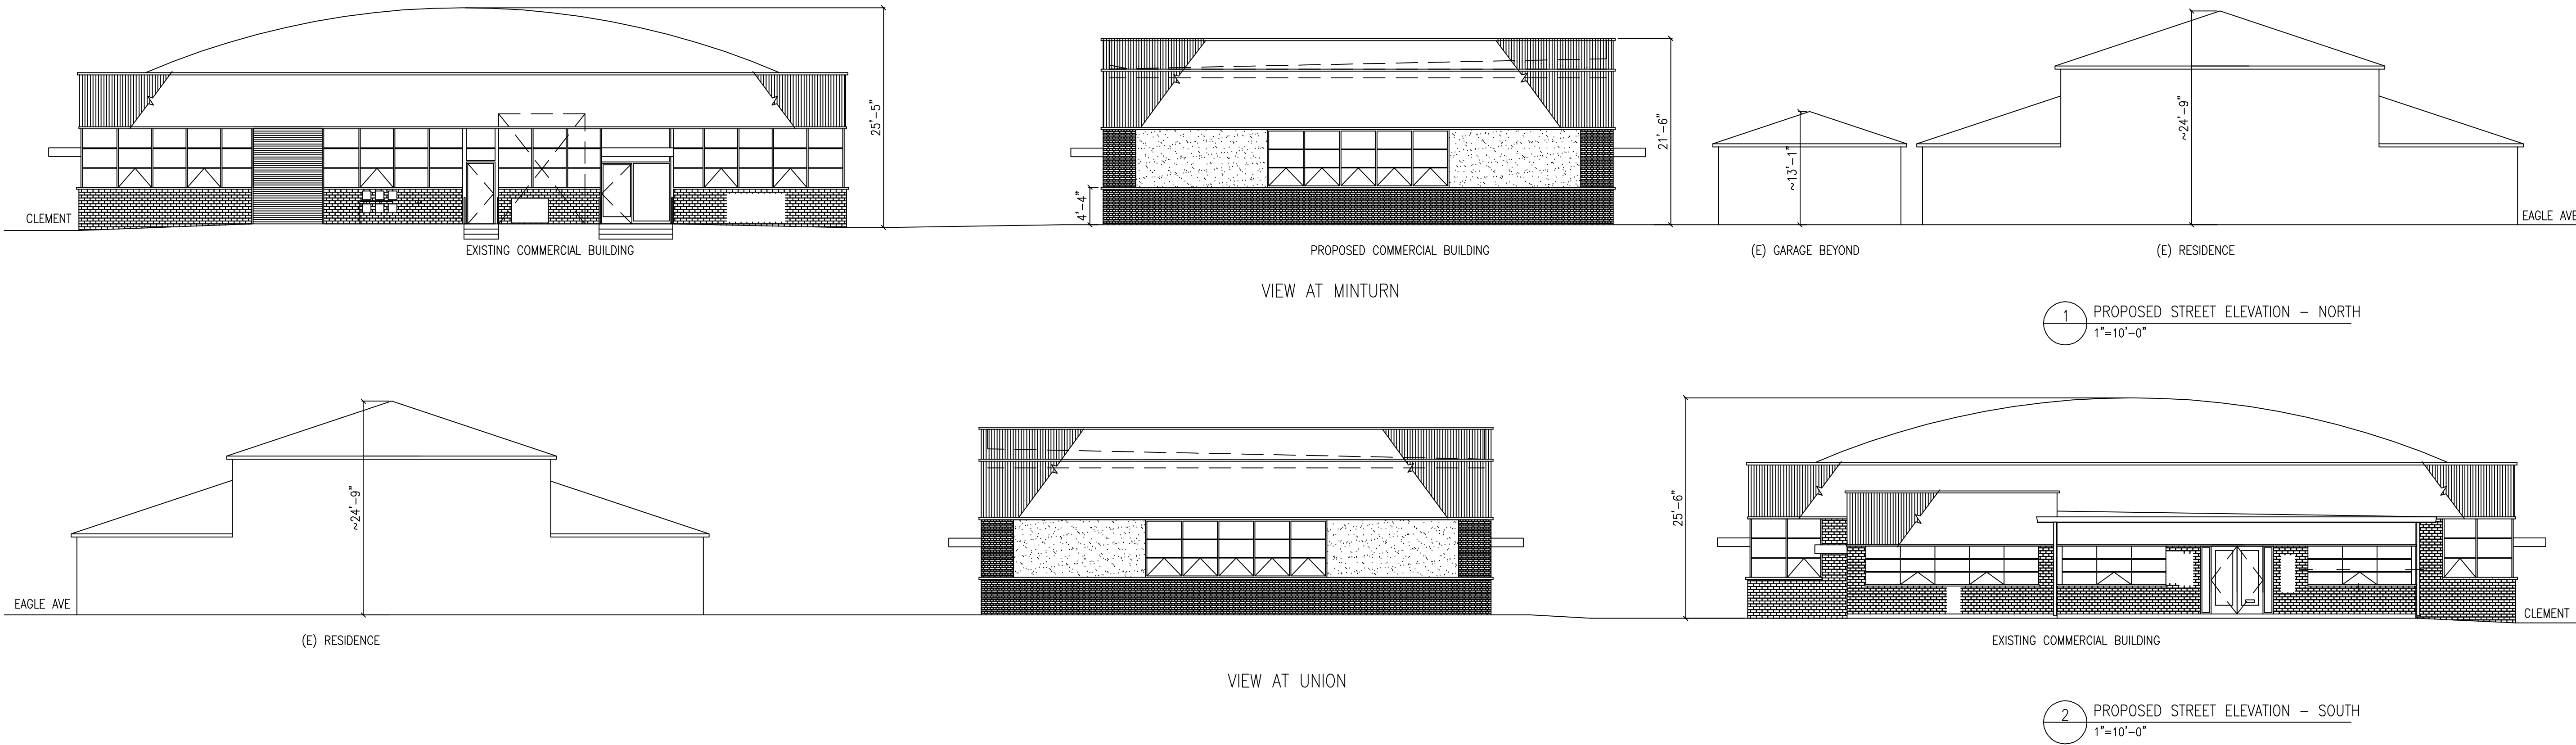 25'-5"
21'-6"
4'-4"
~13'-1"
~24'-9"
CLEMENT
EAGLE AVE
EXISTING COMMERCIAL BUILDING
PROPOSED COMMERCIAL BUILDING
(E) GARAGE BEYOND
(E) RESIDENCE
VIEW AT MINTURN
1
PROPOSED STREET ELEVATION - NORTH
1"=10'-0"
~24'-9"
25'-6"
EAGLE AVE
CLEMENT
(E) RESIDENCE
EXISTING COMMERCIAL BUILDING
VIEW AT UNION
2
PROPOSED STREET ELEVATION - SOUTH
1"=10'-0"